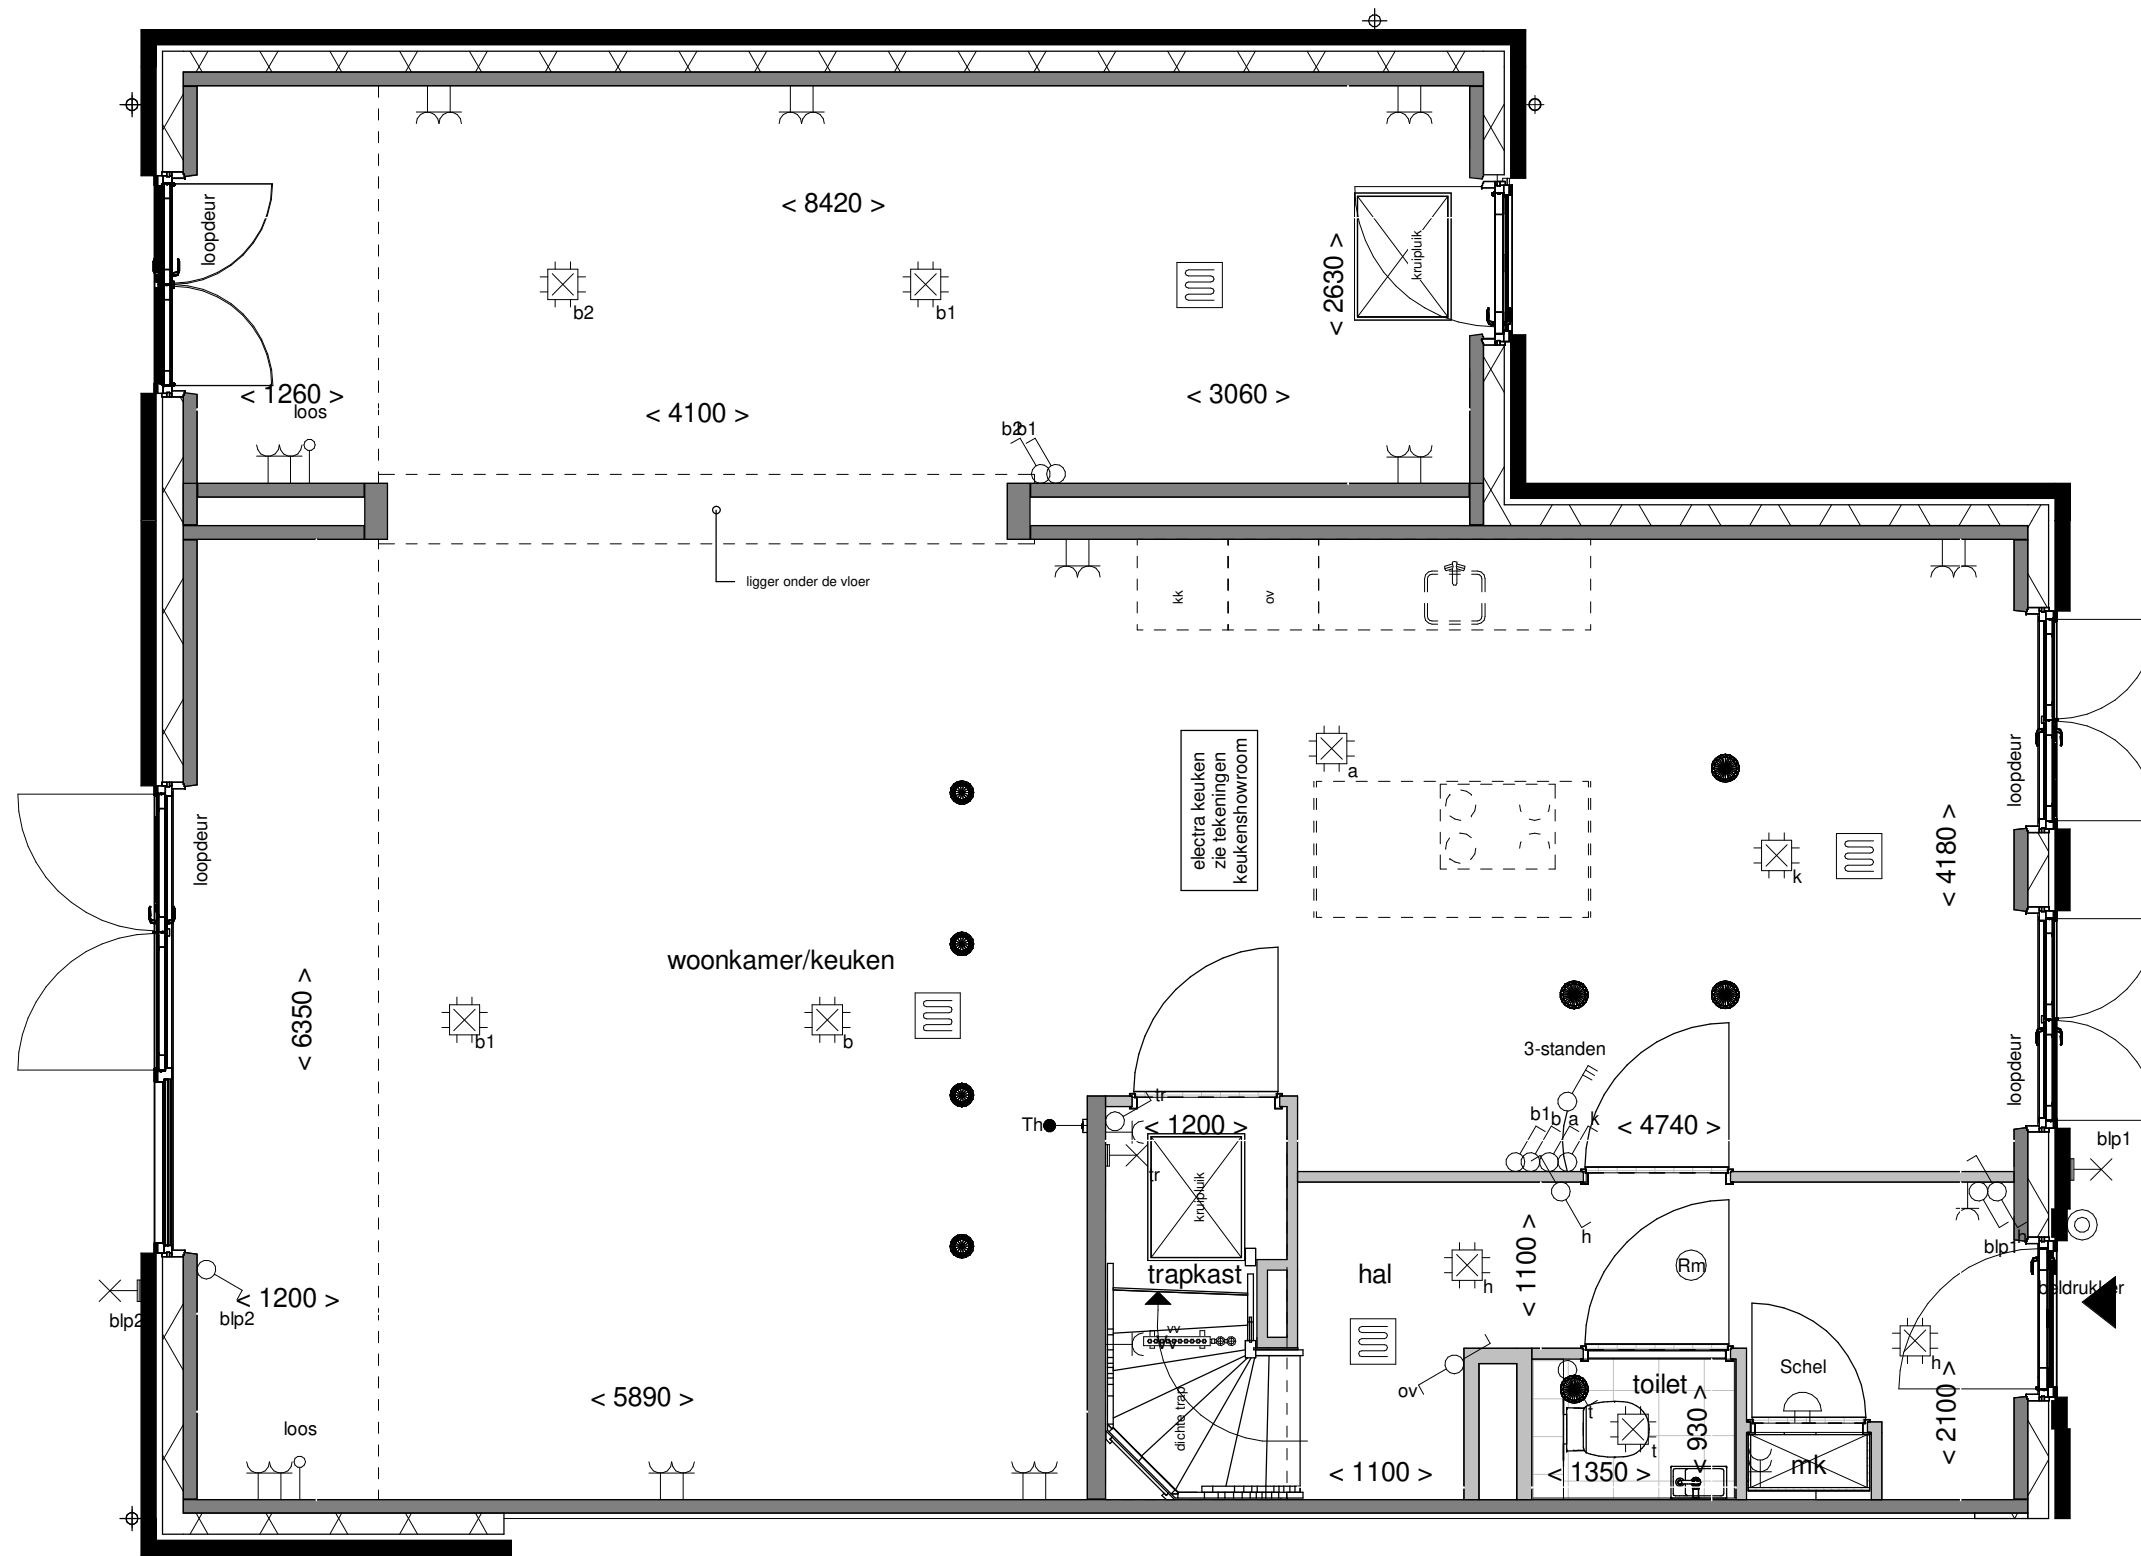 loopdeur
< 8420 >
kruipluik
< 2630 >
b2
b1
< 1260 >
loos
< 4100 >
< 3060 >
b2
b1
ligger onder de vloer
kk
ov
electra keuken
zie tekeningen
keukenshowroom
a
loopdeur
loopdeur
k
< 4180 >
woonkamer/keuken
< 6350 >
b1
b
3-standen
loopdeur
tr
Th
< 1200 >
b1
b
a
k
< 4740 >
blp1
tr
kruipluik
h
< 1100 >
h
blp1
trapkast
hal
h
Rm
beldrukker
blp2
blp2
< 1200 >
vv
vv
dichte trap
ov
toilet
Schel
h
< 5890 >
t
t
< 930 >
< 2100 >
loos
< 1100 >
< 1350 >
mk